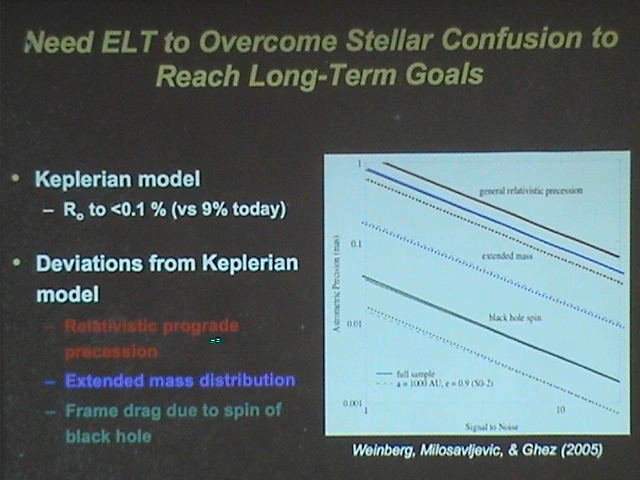 Need ELT to Overcome Stellar Confusion to
Reach Long-Term Goals
• Keplerian model
– Ro to <0.1 % (vs 9% today)
• Deviations from Keplerian
model
– Relativistic prograde
precession
– Extended mass distribution
– Frame drag due to spin of
black hole
1
0.1
0.01
0.001
Astrometric Precision (mas)
general relativistic precession
extended mass
black hole spin
full sample
a = 1000 AU, e = 0.9 (S0-2)
1
10
Signal to Noise
Weinberg, Milosavljevic, & Ghez (2005)